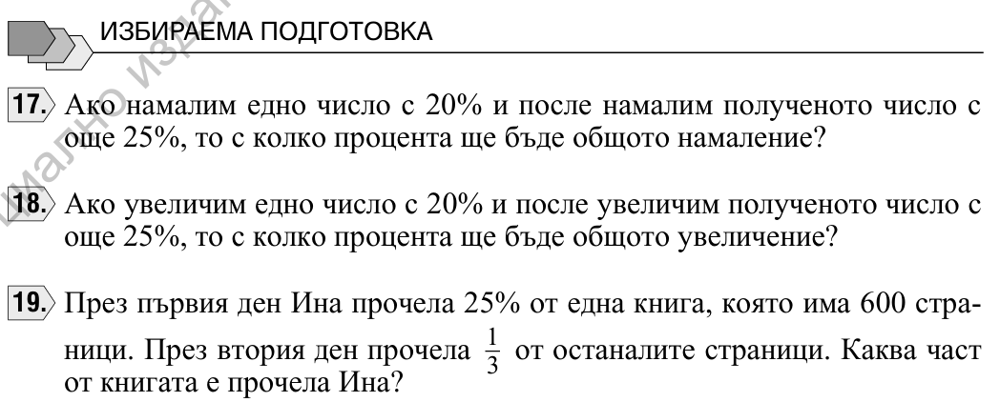 ИЗБИРАЕМА ПОДГОТОВКА
17. Ако намалим едно число с 20% и после намалим полученото число с
още 25%, то с колко процента ще бъде общото намаление?
18. Ако увеличим едно число с 20% и после увеличим полученото число с
още 25%, то с колко процента ще бъде общото увеличение?
19. През първия ден Ина прочела 25% от една книга, която има 600 стра-
ници. През втория ден прочела 1/3 от останалите страници. Каква част
от книгата е прочела Ина?